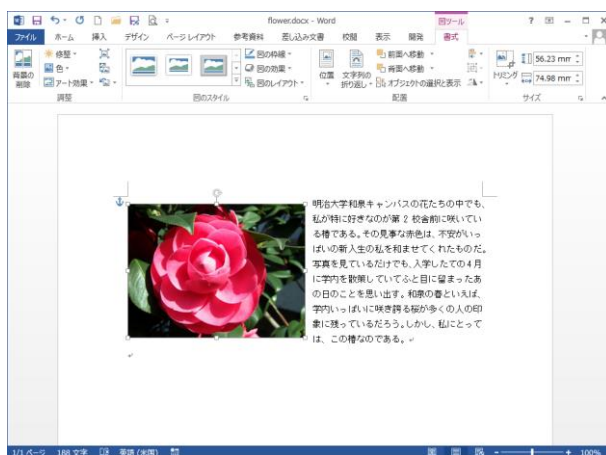 flower.docx - Word
図ツール
ファイル ホーム 挿入 デザイン ページ レイアウト 参考資料 差し込み文書 校閲 表示 開発 書式
背景の
削除
修整
色
アート効果
調整
図の枠線
図の効果
図のレイアウト
図のスタイル
位置
文字列の
折り返し
前面へ移動
背面へ移動
オブジェクトの選択と表示
配置
トリミング
56.23 mm
74.98 mm
サイズ
明治大学和泉キャンパスの花たちの中でも、
私が特に好きなのが第 2 校舎前に咲いてい
る椿である。その見事な赤色は、不安がいっ
ぱいの新入生の私を和ませてくれたものだ。
写真を見ているだけでも、入学したての 4 月
に学内を散策していてふと目に留まったあ
の日のことを思い出す。和泉の春といえば、
学内いっぱいに咲き誇る桜が多くの人の印
象に残っているだろう。しかし、私にとって
は、この椿なのである。
1/1 ページ 188 文字 英語 (米国) 100%